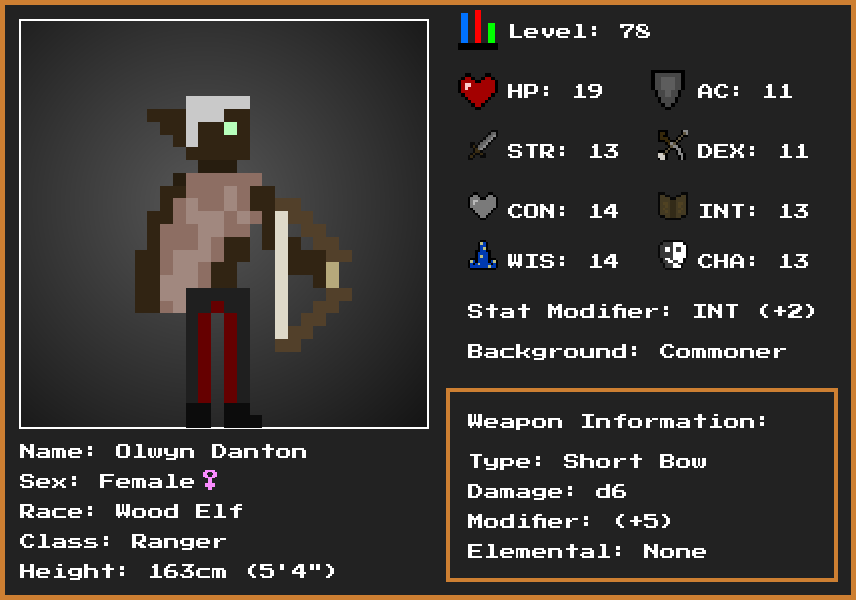 Level: 78
HP: 19
AC: 11
STR: 13
DEX: 11
CON: 14
INT: 13
WIS: 14
CHA: 13
Stat Modifier: INT (+2)
Background: Commoner
Weapon Information:
Type: Short Bow
Damage: d6
Modifier: (+5)
Elemental: None
Name: Olwyn Danton
Sex: Female♀
Race: Wood Elf
Class: Ranger
Height: 163cm (5'4")